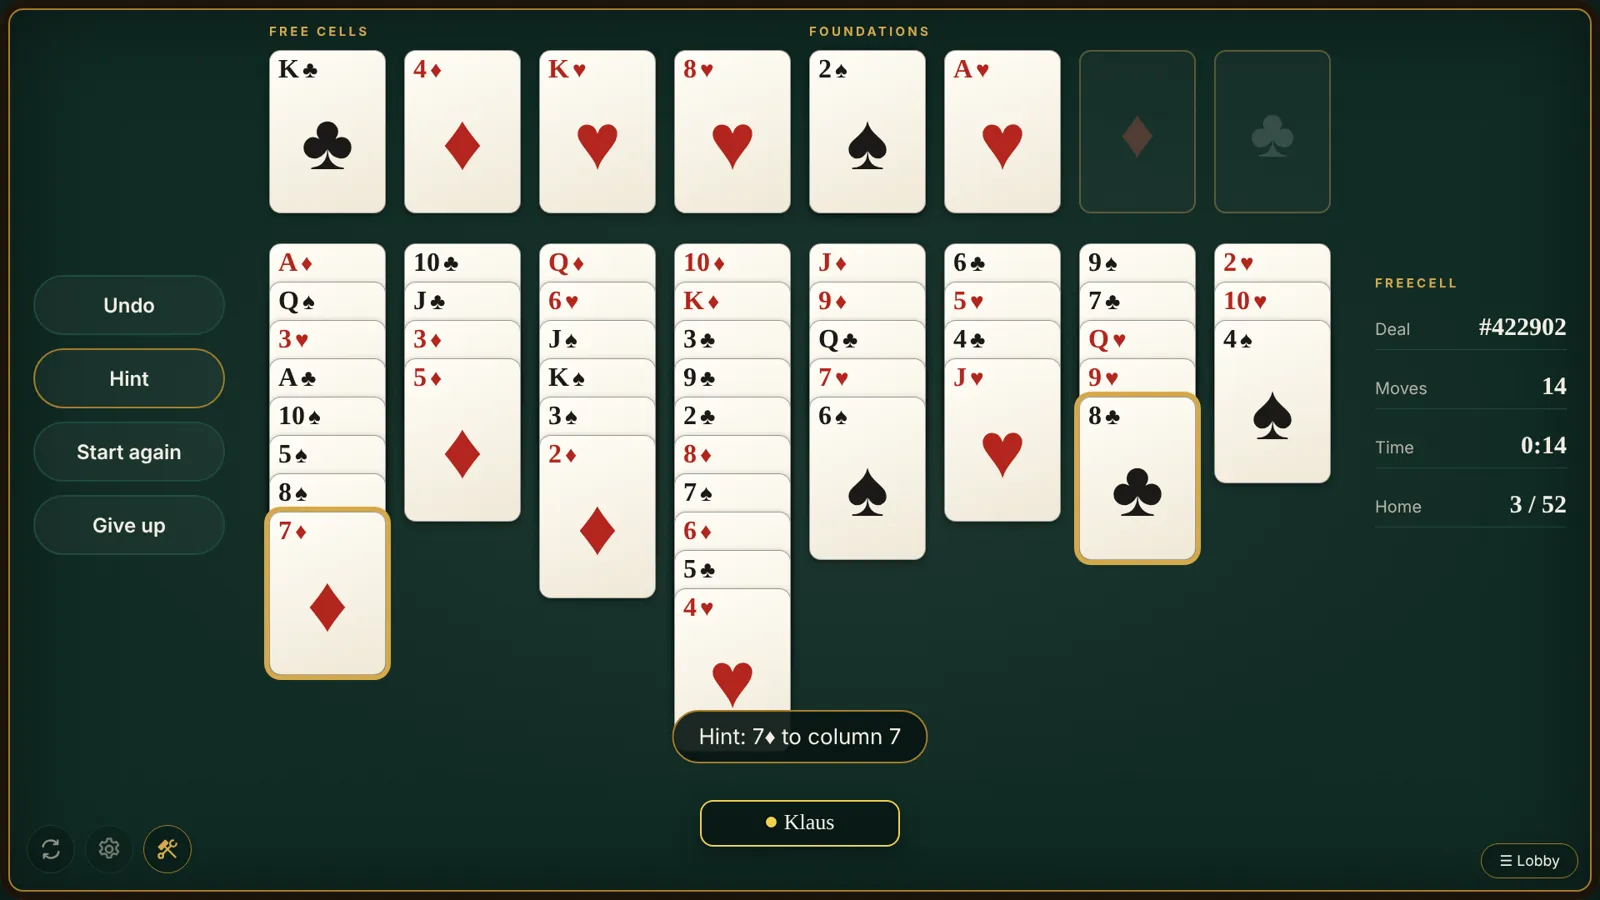 FREE CELLS
FOUNDATIONS
K♣
4♦
K♥
8♥
2♠
A♥
A♦
Q♠
3♥
A♣
10♠
5♠
8♠
7♦
10♣
J♣
3♦
5♦
Q♦
6♥
J♠
K♠
3♠
2♦
10♦
K♦
3♣
9♣
2♣
8♦
7♠
6♦
5♣
4♥
J♦
9♦
Q♣
7♥
6♠
6♣
5♥
4♣
J♥
9♠
7♣
Q♥
9♥
8♣
2♥
10♥
4♠
Undo
Hint
Start again
Give up
FREECELL
Deal #422902
Moves 14
Time 0:14
Home 3 / 52
Hint: 7♦ to column 7
Klaus
☰ Lobby